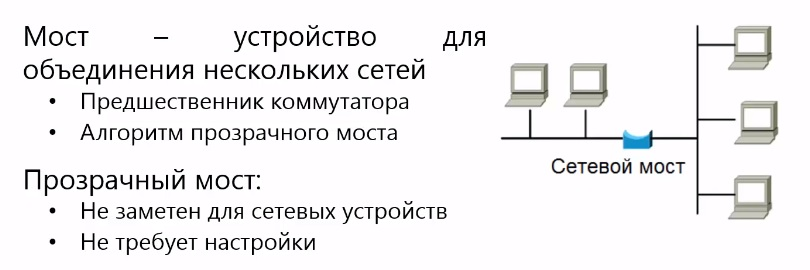 Мост – устройство для
объединения нескольких сетей
• Предшественник коммутатора
• Алгоритм прозрачного моста
Прозрачный мост:
• Не заметен для сетевых устройств
• Не требует настройки
Сетевой мост